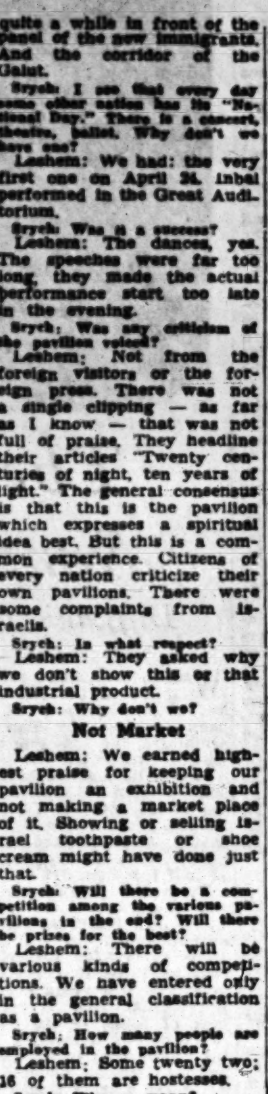 quite a while in front of the
panel of the new immigrants.
And the corridor of the
Galut.
Srych: I see that every day
some other nation has its "Na-
tional Day." There is a concert,
theatre, ballet. Why don't we
have one?
Leshem: We had: the very
first one on April 24. Inbal
performed in the Great Audi-
torium.
Srych: Was it a success?
Leshem: The dances, yes.
The speeches were far too
long, they made the actual
performance start too late
in the evening.
Srych: Was any criticism of
the pavilion voiced?
Leshem: Not from the
foreign visitors or the for-
eign press. There was not
a single clipping — as far
as I know — that was not
full of praise. They headline
their articles "Twenty cen-
turies of night, ten years of
light." The general consensus
is that this is the pavilion
which expresses a spiritual
idea best. But this is a com-
mon experience. Citizens of
every nation criticize their
own pavilions. There were
some complaints from Is-
raelis.
Srych: In what respect?
Leshem: They asked why
we don't show this or that
industrial product.
Srych: Why don't we?
Not Market
Leshem: We earned high-
est praise for keeping our
pavilion an exhibition and
not making a market place
of it. Showing or selling Is-
rael toothpaste or shoe
cream might have done just
that.
Srych: Will there be a com-
petition among the various pa-
vilions in the end? Will there
be prizes for the best?
Leshem: There will be
various kinds of competi-
tions. We have entered only
in the general classification
as a pavilion.
Srych: How many people are
employed in the pavilion?
Leshem: Some twenty two;
16 of them are hostesses.